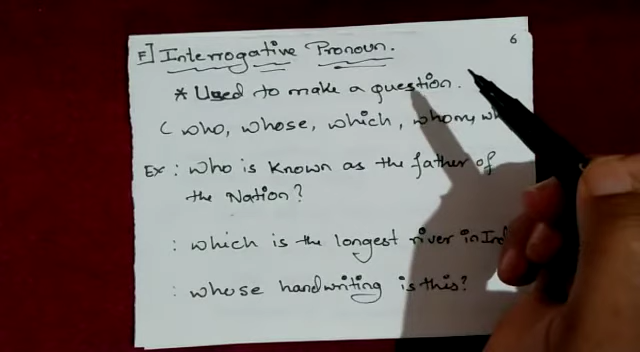 6
F] Interrogative Pronoun.
* Used to make a question.
( who, whose, which, whom,
Ex : who is known as the father of
the Nation?
: which is the longest river in
: whose handwriting is this?